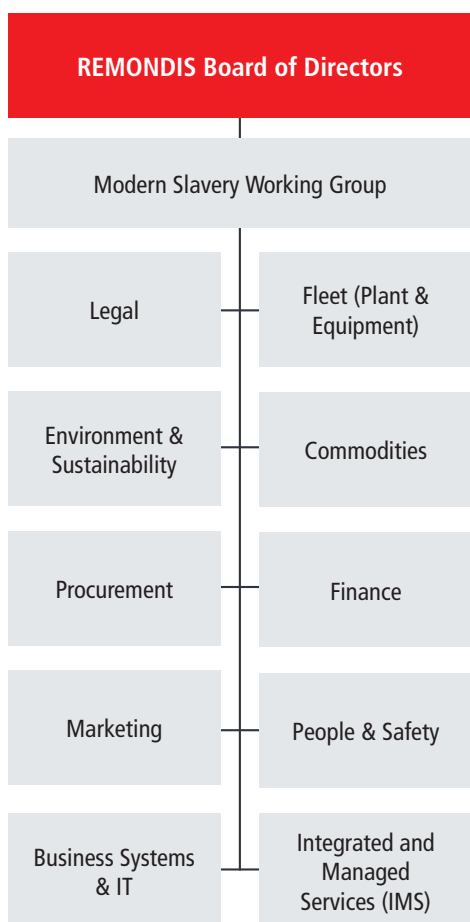 REMONDIS Board of Directors
Modern Slavery Working Group
Legal
Fleet (Plant &
Equipment)
Environment &
Sustainability
Commodities
Procurement
Finance
Marketing
People & Safety
Business Systems
& IT
Integrated and
Managed
Services (IMS)